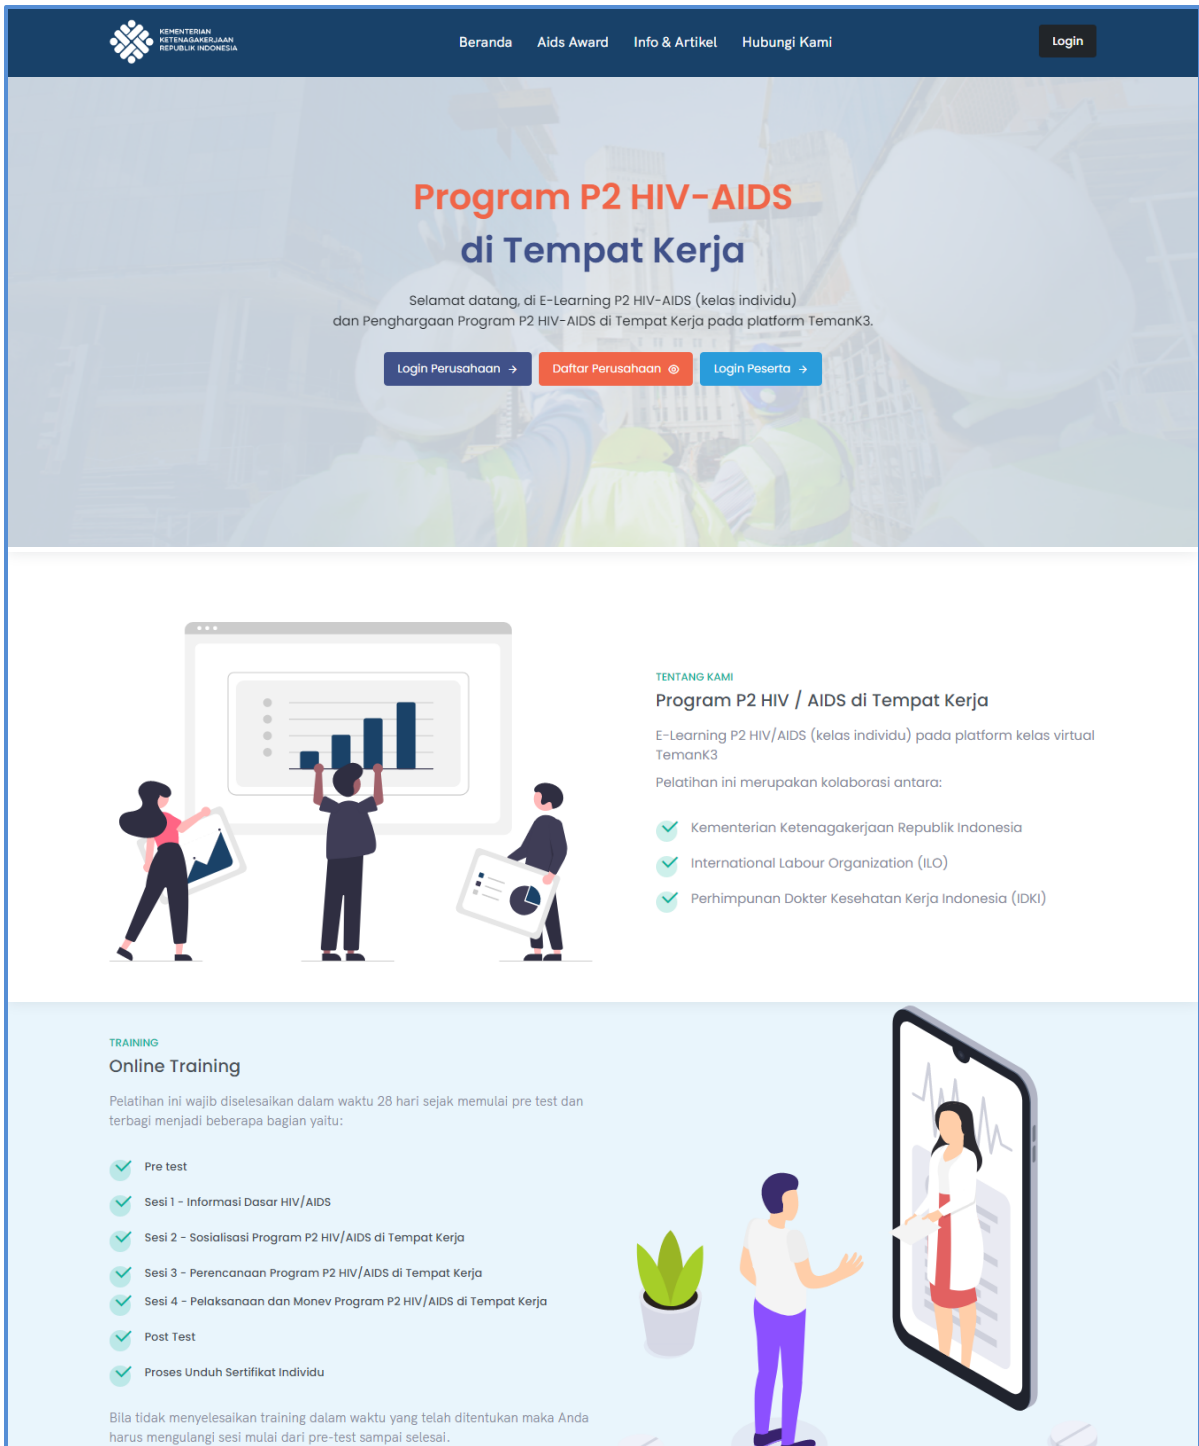 KEMENTERIAN
KETENAGAKERJAAN
REPUBLIK INDONESIA
Beranda
Aids Award
Info & Artikel
Hubungi Kami
Login
Program P2 HIV-AIDS
di Tempat Kerja
Selamat datang, di E-Learning P2 HIV-AIDS (kelas individu)
dan Penghargaan Program P2 HIV-AIDS di Tempat Kerja pada platform TemanK3.
Login Perusahaan →
Daftar Perusahaan
Login Peserta →
TENTANG KAMI
Program P2 HIV / AIDS di Tempat Kerja
E-Learning P2 HIV/AIDS (kelas individu) pada platform kelas virtual
TemanK3
Pelatihan ini merupakan kolaborasi antara:
Kementerian Ketenagakerjaan Republik Indonesia
International Labour Organization (ILO)
Perhimpunan Dokter Kesehatan Kerja Indonesia (IDKI)
TRAINING
Online Training
Pelatihan ini wajib diselesaikan dalam waktu 28 hari sejak memulai pre test dan
terbagi menjadi beberapa bagian yaitu:
Pre test
Sesi 1 - Informasi Dasar HIV/AIDS
Sesi 2 - Sosialisasi Program P2 HIV/AIDS di Tempat Kerja
Sesi 3 - Perencanaan Program P2 HIV/AIDS di Tempat Kerja
Sesi 4 - Pelaksanaan dan Monev Program P2 HIV/AIDS di Tempat Kerja
Post Test
Proses Unduh Sertifikat Individu
Bila tidak menyelesaikan training dalam waktu yang telah ditentukan maka Anda
harus mengulangi sesi mulai dari pre-test sampai selesai.